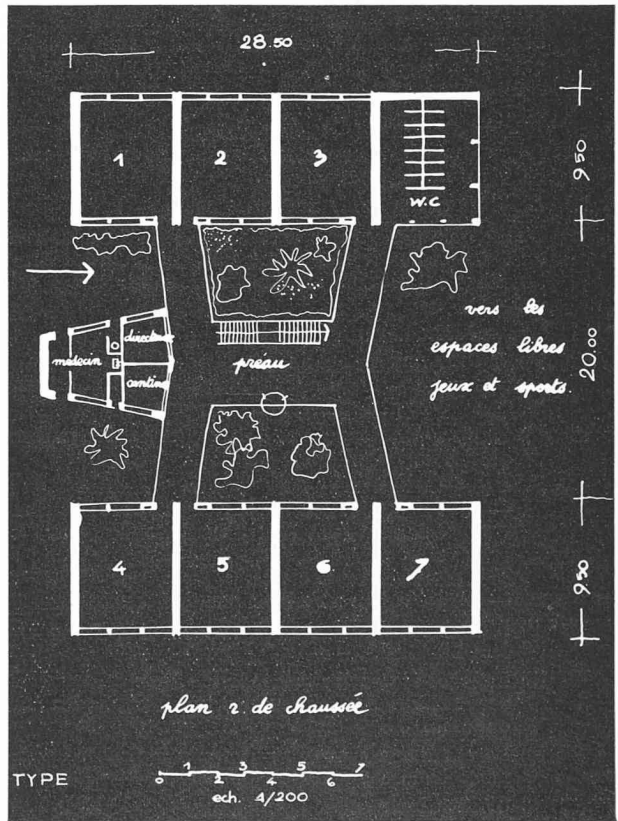 28.50
1
2
3
W.C
9.50
medecin
directeur
cantine
préau
vers les
espaces libres
jeux et sports.
20.00
4
5
6
7
9.50
plan r. de chaussée
TYPE
0 1 2 3 4 5 6 7
ech. 4/200